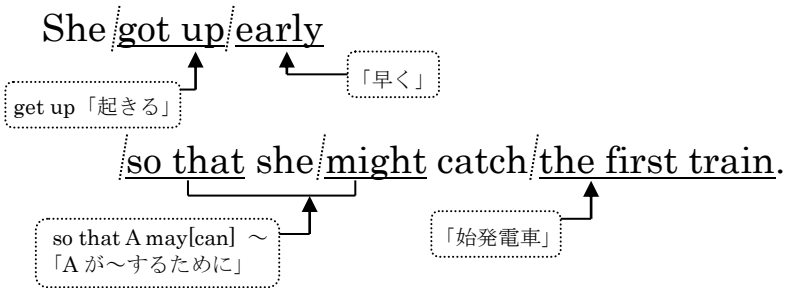 She got up early
「早く」
get up「起きる」
so that she might catch the first train.
so that A may[can] ～
「A が～するために」
「始発電車」